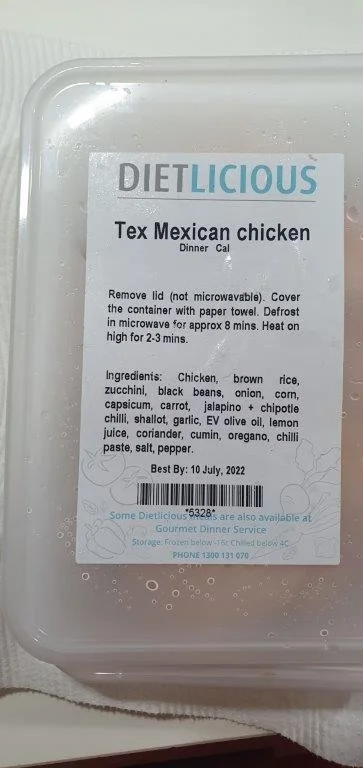 DIETLICIOUS
Tex Mexican chicken
Dinner Cal
Remove lid (not microwavable). Cover
the container with paper towel. Defrost
in microwave for approx 8 mins. Heat on
high for 2-3 mins.
Ingredients: Chicken, brown rice,
zucchini, black beans, onion, corn,
capsicum, carrot, jalapino + chipotle
chilli, shallot, garlic, EV olive oil, lemon
juice, coriander, cumin, oregano, chilli
paste, salt, pepper.
Best By: 10 July, 2022
*5328*
Some Dietlicious meals are also available at
Gourmet Dinner Service
Storage: Frozen below -16c Chilled below 4C
PHONE 1300 131 070